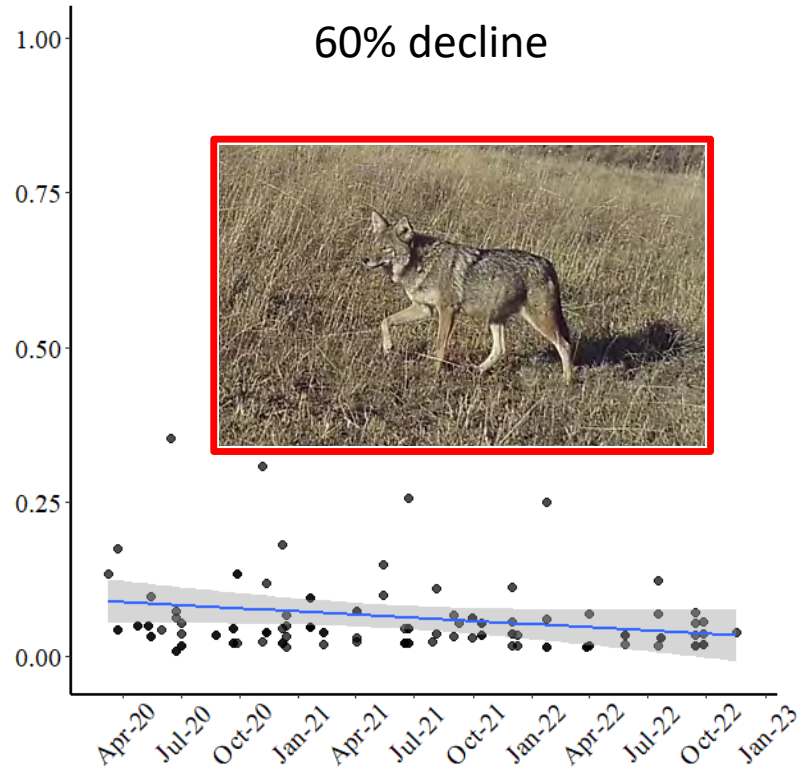 60% decline
1.00
0.75
0.50
0.25
0.00
Apr-20
Jul-20
Oct-20
Jan-21
Apr-21
Jul-21
Oct-21
Jan-22
Apr-22
Jul-22
Oct-22
Jan-23